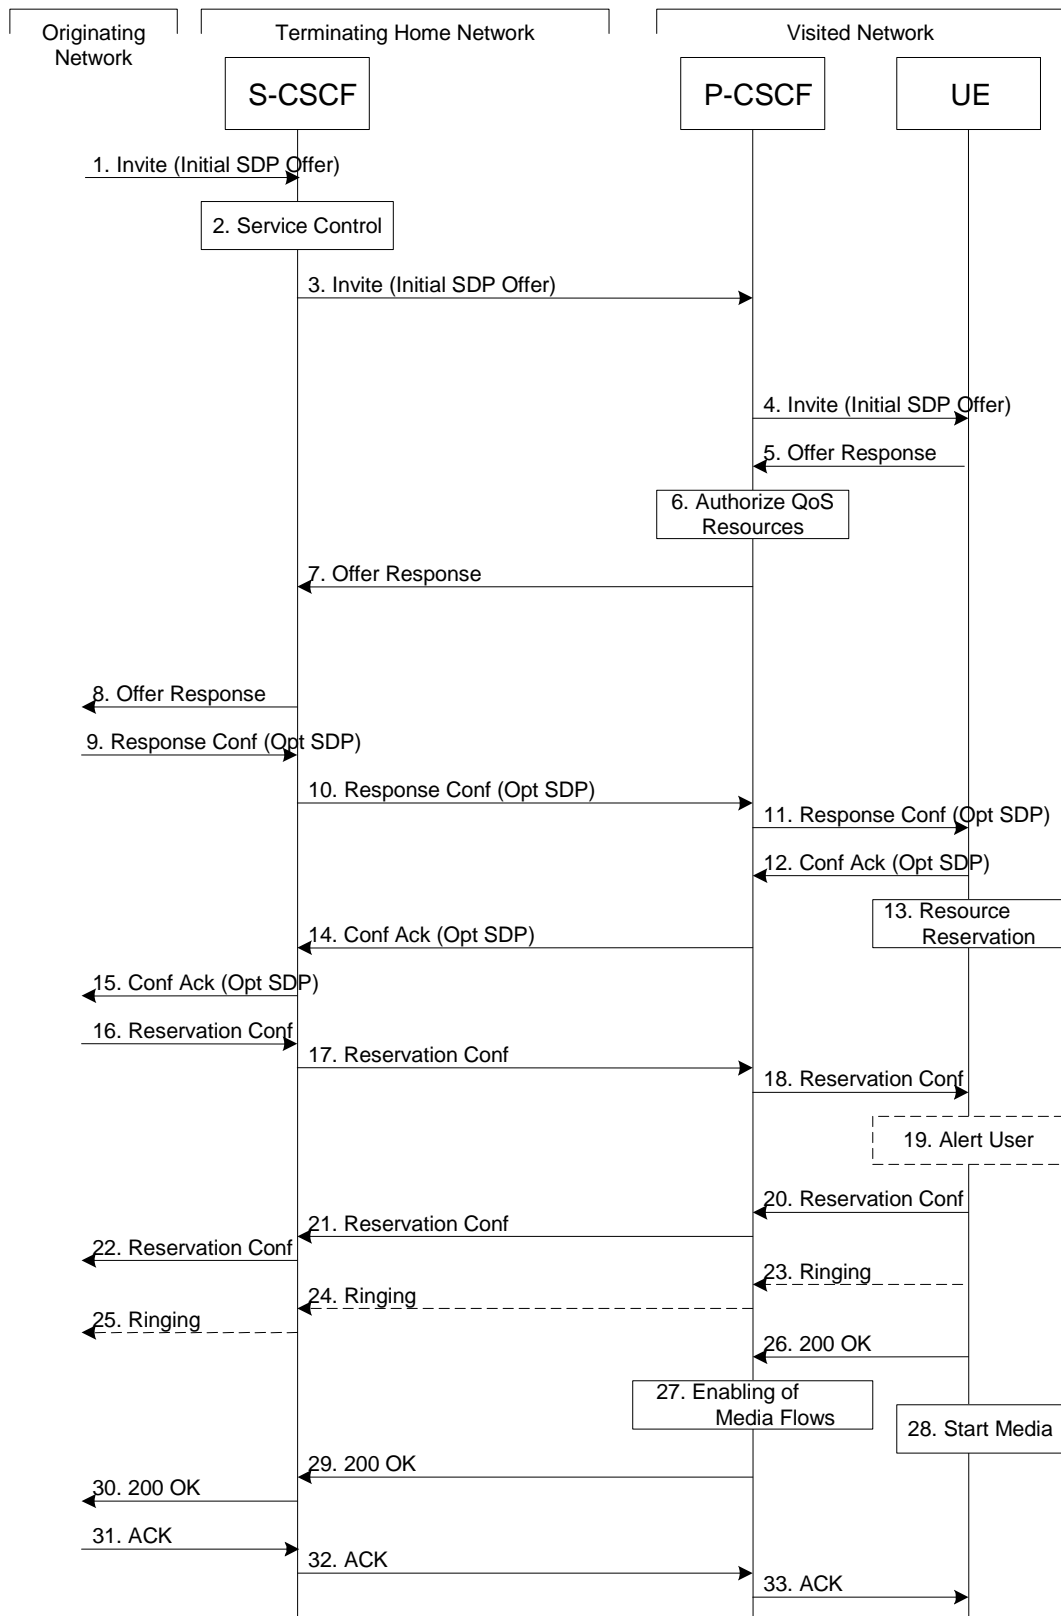 Originating
Network
Terminating Home Network
Visited Network
S-CSCF
P-CSCF
UE
1. Invite (Initial SDP Offer)
2. Service Control
3. Invite (Initial SDP Offer)
4. Invite (Initial SDP Offer)
5. Offer Response
6. Authorize QoS
Resources
7. Offer Response
8. Offer Response
9. Response Conf (Opt SDP)
10. Response Conf (Opt SDP)
11. Response Conf (Opt SDP)
12. Conf Ack (Opt SDP)
13. Resource
Reservation
14. Conf Ack (Opt SDP)
15. Conf Ack (Opt SDP)
16. Reservation Conf
17. Reservation Conf
18. Reservation Conf
19. Alert User
20. Reservation Conf
21. Reservation Conf
22. Reservation Conf
23. Ringing
24. Ringing
25. Ringing
26. 200 OK
27. Enabling of
Media Flows
28. Start Media
29. 200 OK
30. 200 OK
31. ACK
32. ACK
33. ACK